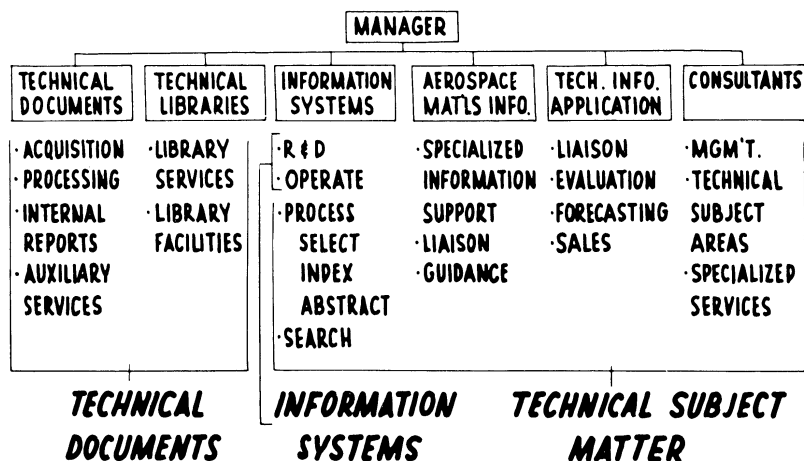 MANAGER
TECHNICAL
DOCUMENTS
TECHNICAL
LIBRARIES
INFORMATION
SYSTEMS
AEROSPACE
MAT'LS INFO.
TECH. INFO.
APPLICATION
CONSULTANTS
· ACQUISITION
· PROCESSING
· INTERNAL
REPORTS
· AUXILIARY
SERVICES
· LIBRARY
SERVICES
· LIBRARY
FACILITIES
· R & D
· OPERATE
· PROCESS
SELECT
INDEX
ABSTRACT
· SEARCH
· SPECIALIZED
INFORMATION
SUPPORT
· LIAISON
· GUIDANCE
· LIAISON
· EVALUATION
· FORECASTING
· SALES
· MGM'T.
· TECHNICAL
SUBJECT
AREAS
· SPECIALIZED
SERVICES
TECHNICAL
DOCUMENTS
INFORMATION
SYSTEMS
TECHNICAL SUBJECT
MATTER